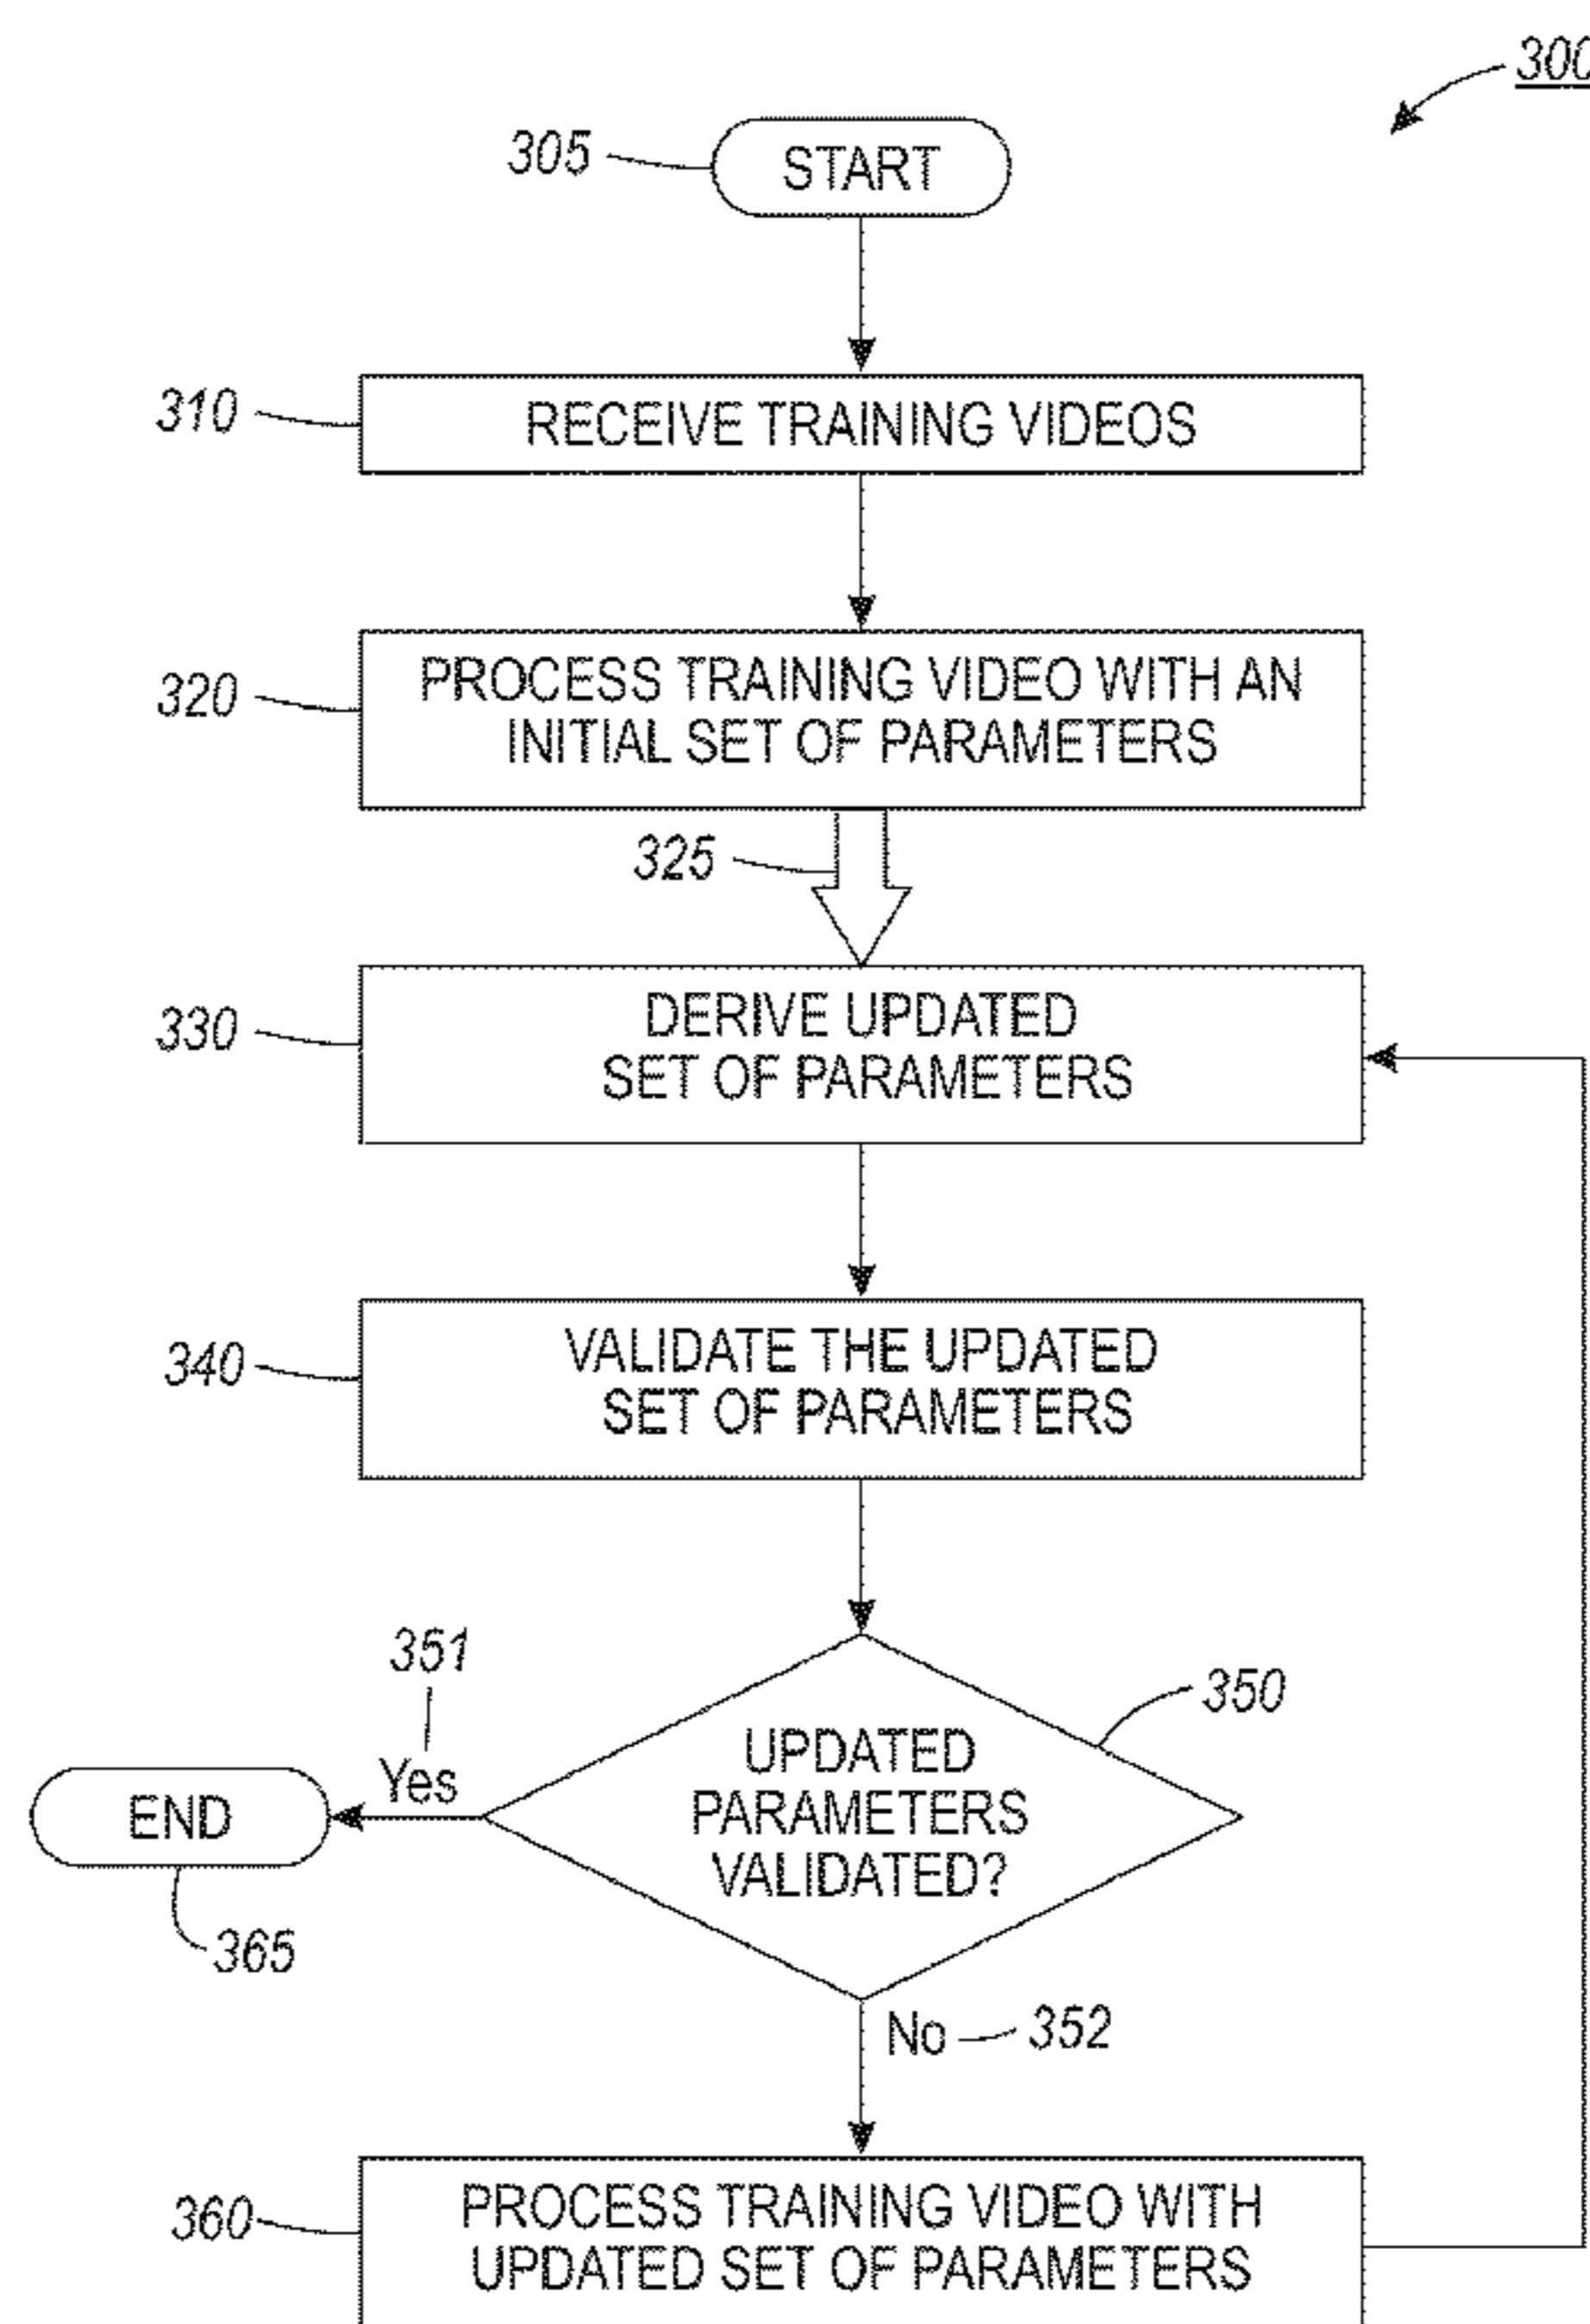 300
305
START
310
RECEIVE TRAINING VIDEOS
320
PROCESS TRAINING VIDEO WITH AN
INITIAL SET OF PARAMETERS
325
330
DERIVE UPDATED
SET OF PARAMETERS
340
VALIDATE THE UPDATED
SET OF PARAMETERS
351
350
Yes
UPDATED
PARAMETERS
VALIDATED?
END
365
No
352
360
PROCESS TRAINING VIDEO WITH
UPDATED SET OF PARAMETERS